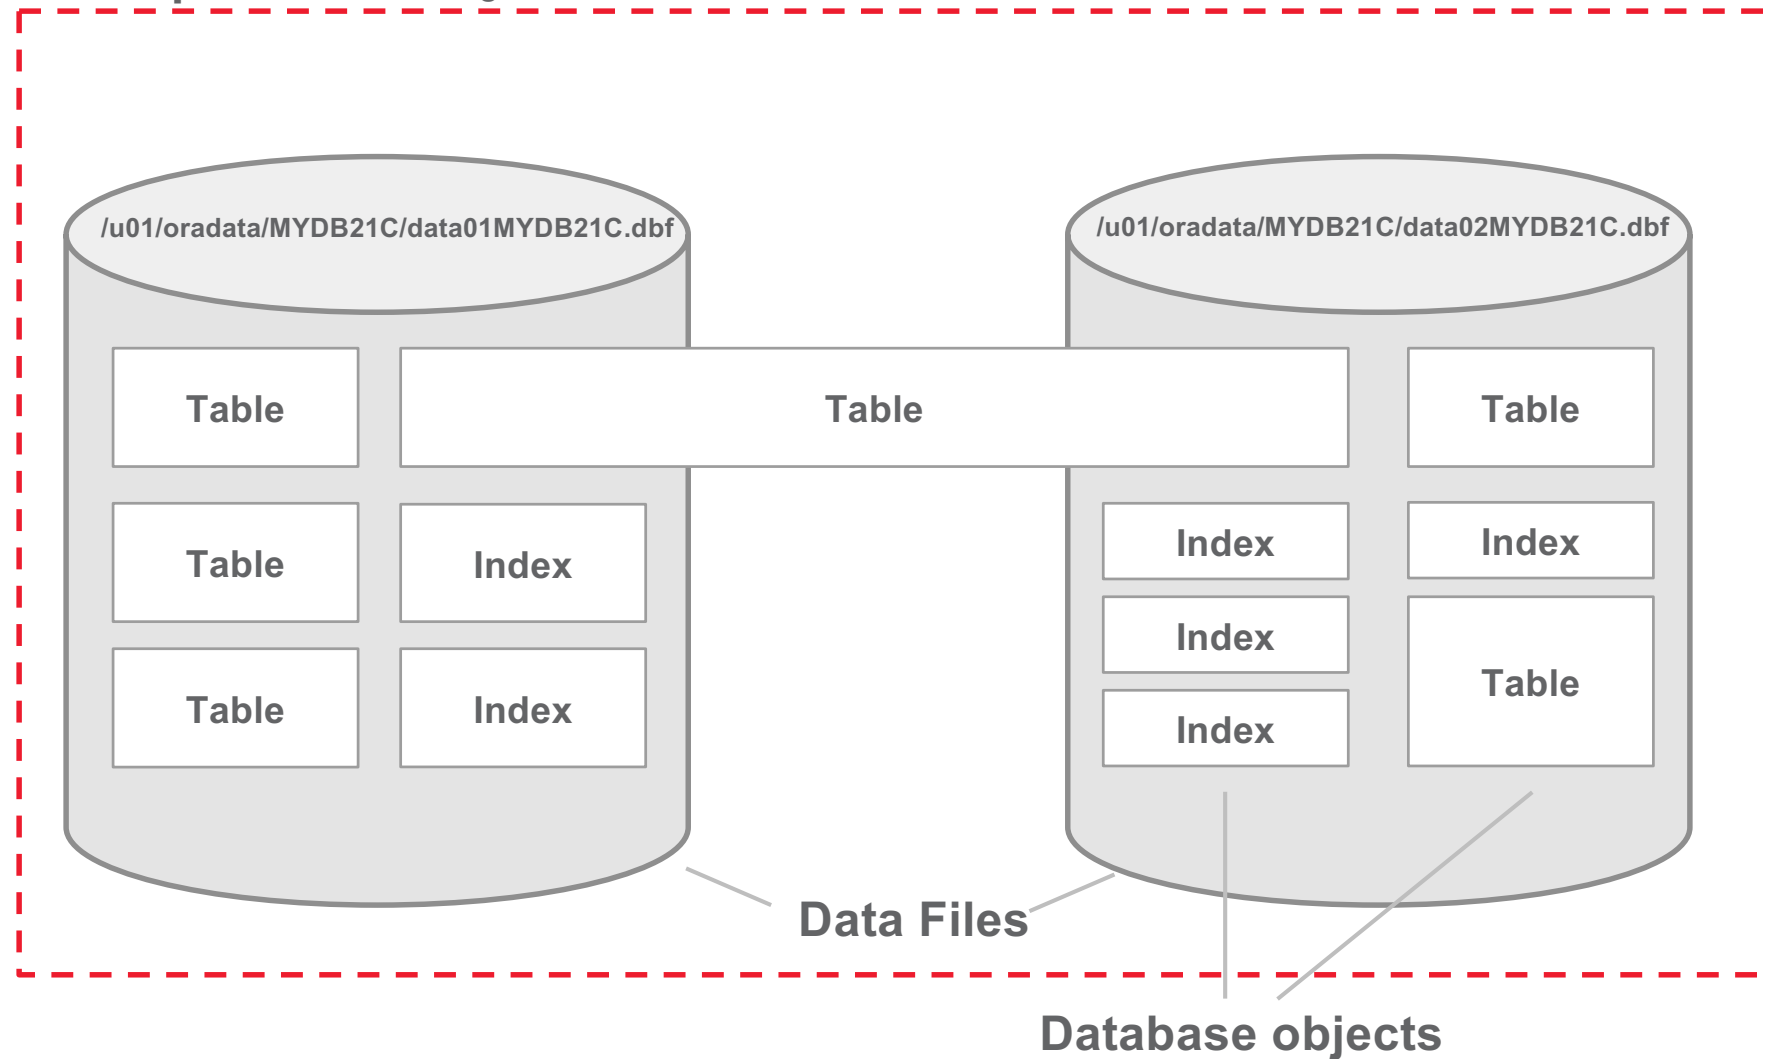 /u01/oradata/MYDB21C/data01MYDB21C.dbf
/u01/oradata/MYDB21C/data02MYDB21C.dbf
Table
Table
Table
Table
Index
Index
Index
Index
Table
Index
Table
Index
Index
Data Files
Database objects